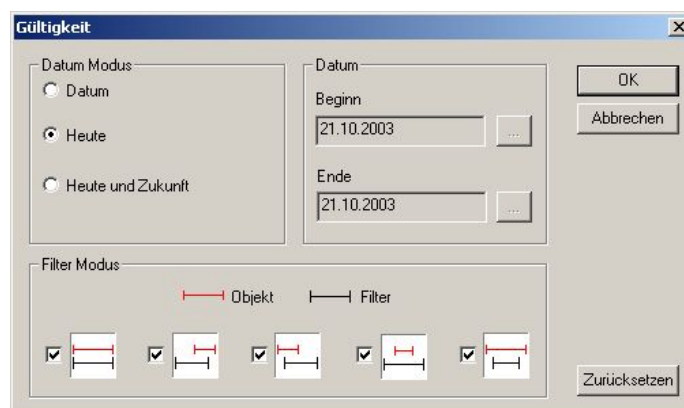 Gültigkeit
Datum Modus
Datum
Heute
Heute und Zukunft
Datum
Beginn
21.10.2003
...
Ende
21.10.2003
...
OK
Abbrechen
Filter Modus
Objekt
Filter
Zurücksetzen